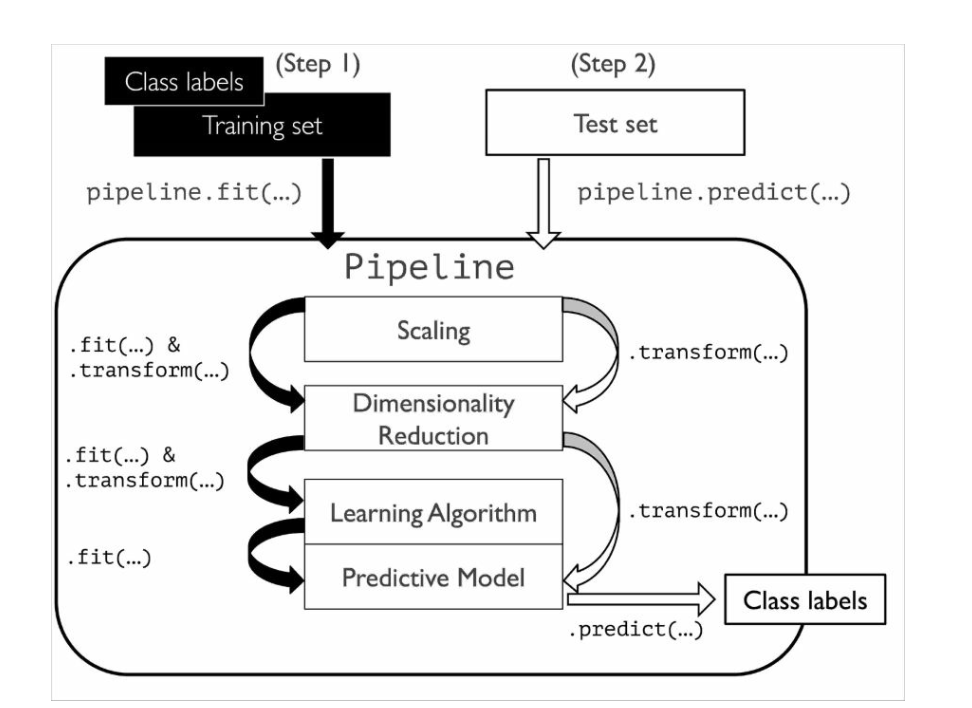 (Step 1)
(Step 2)
Class labels
Training set
Test set
pipeline.fit(…)
pipeline.predict(…)
Pipeline
Scaling
.fit(…) &
.transform(…)
.transform(…)
Dimensionality
Reduction
.fit(…) &
.transform(…)
Learning Algorithm
.transform(…)
.fit(…)
Predictive Model
Class labels
.predict(…)